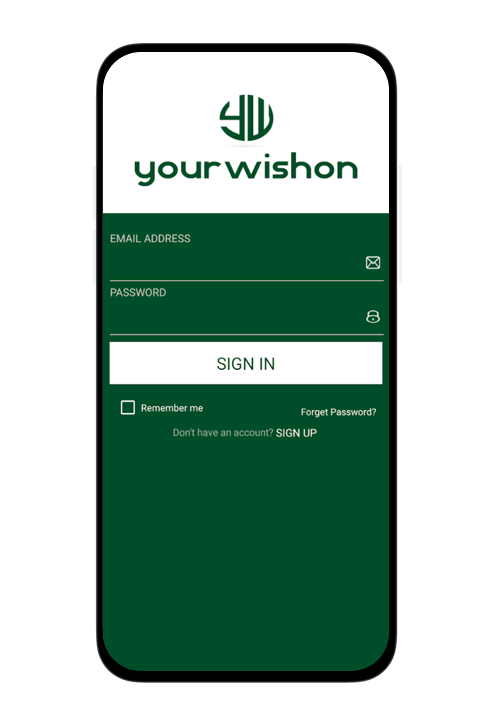 yw
yourwishon
EMAIL ADDRESS
PASSWORD
SIGN IN
Remember me
Forget Password?
Don't have an account? SIGN UP